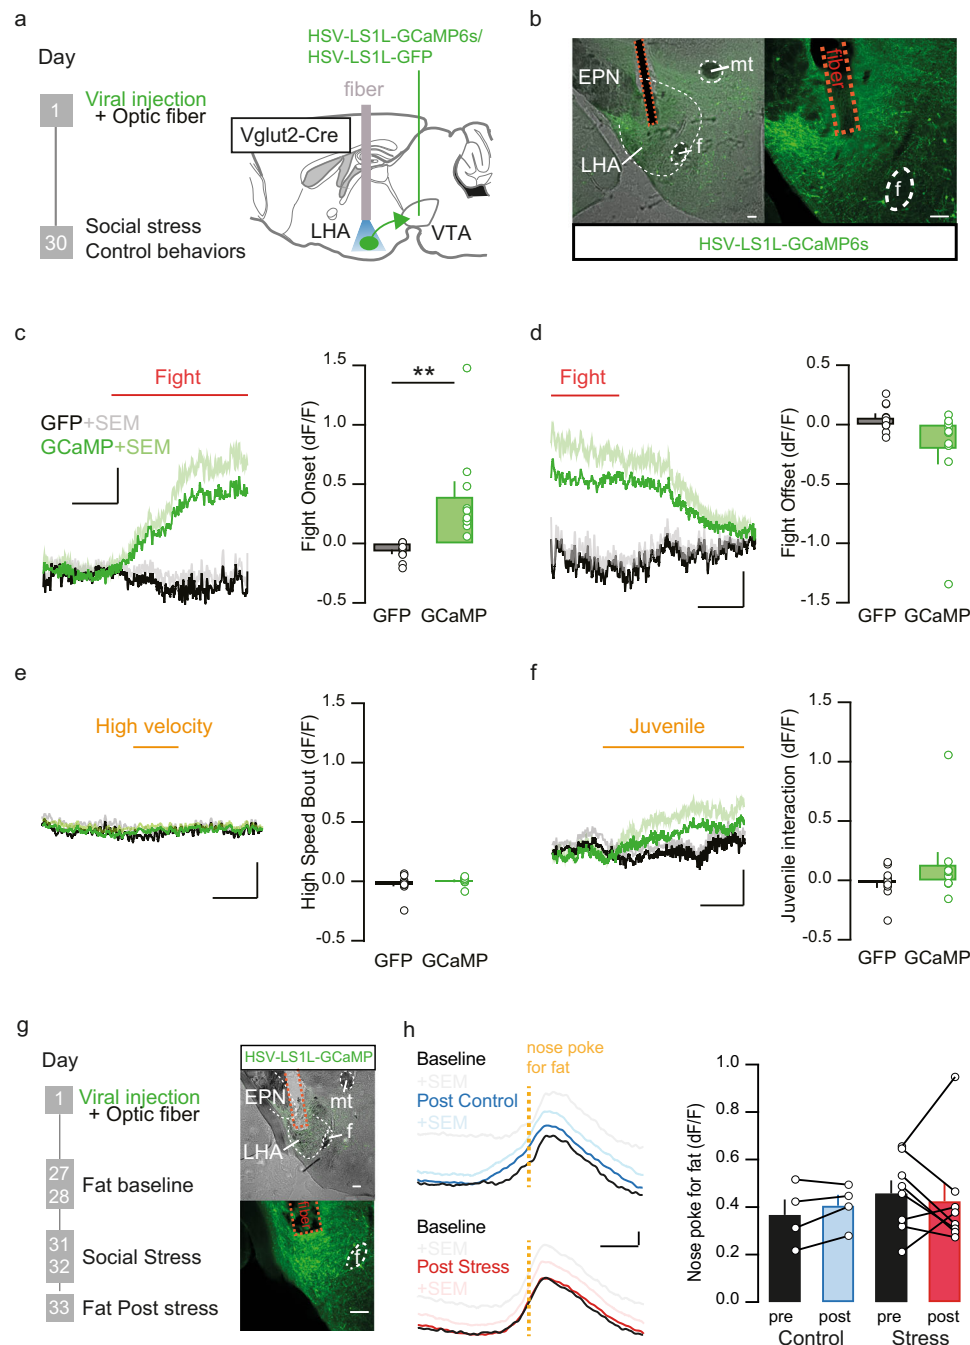 a
Day
1
Viral injection
+ Optic fiber
30
Social stress
Control behaviors
HSV-LS1L-GCaMP6s/
HSV-LS1L-GFP
fiber
Vglut2-Cre
LHA
VTA
b
EPN
mt
f
LHA
fiber
f
HSV-LS1L-GCaMP6s
c
Fight
GFP+SEM
GCaMP+SEM
Fight Onset (dF/F)
1.5
1.0
0.5
0.0
-0.5
**
GFP GCaMP
d
Fight
Fight Offset (dF/F)
0.5
0.0
-0.5
-1.0
-1.5
GFP GCaMP
e
High velocity
High Speed Bout (dF/F)
1.5
1.0
0.5
0.0
-0.5
GFP GCaMP
f
Juvenile
Juvenile interaction (dF/F)
1.5
1.0
0.5
0.0
-0.5
GFP GCaMP
g
Day
1
Viral injection
+ Optic fiber
27
28
Fat baseline
31
32
Social Stress
33
Fat Post stress
HSV-LS1L-GCaMP
EPN
mt
f
LHA
fiber
f
h
Baseline
+SEM
Post Control
+SEM
nose poke
for fat
Baseline
+SEM
Post Stress
+SEM
Nose poke for fat (dF/F)
1.0
0.8
0.6
0.4
0.2
0.0
pre post pre post
Control Stress